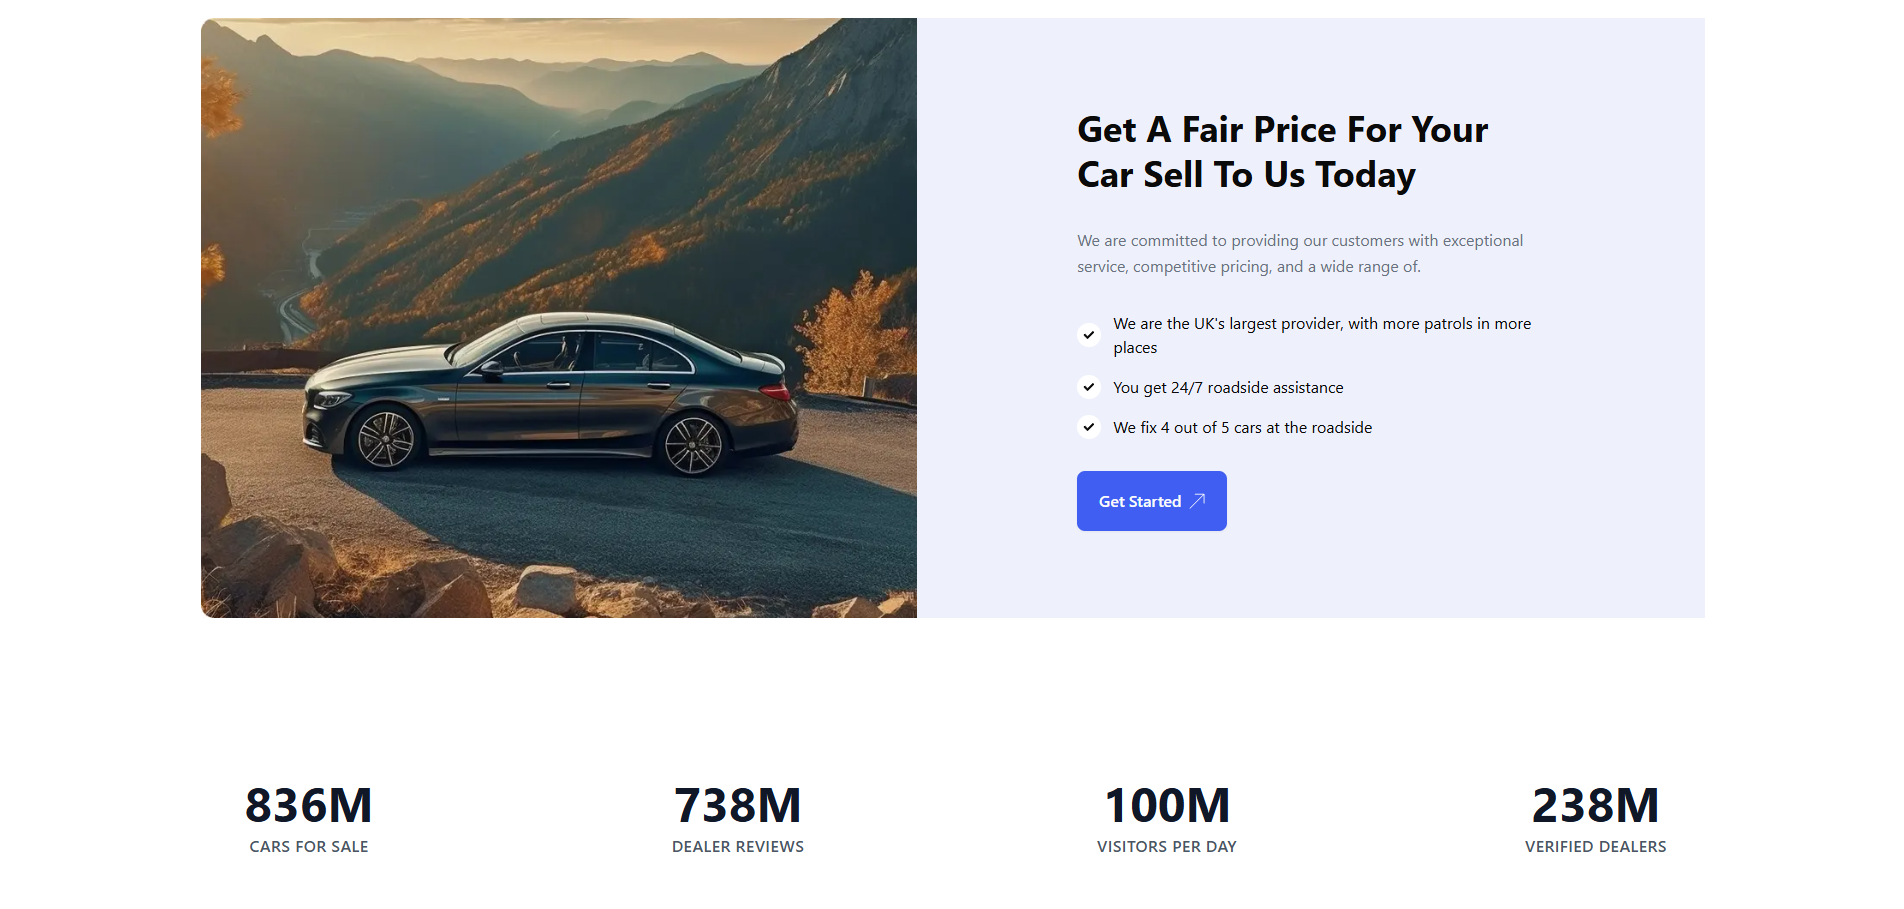 Get A Fair Price For Your
Car Sell To Us Today
We are committed to providing our customers with exceptional
service, competitive pricing, and a wide range of.
We are the UK's largest provider, with more patrols in more
places
You get 24/7 roadside assistance
We fix 4 out of 5 cars at the roadside
Get Started
836M
CARS FOR SALE
738M
DEALER REVIEWS
100M
VISITORS PER DAY
238M
VERIFIED DEALERS